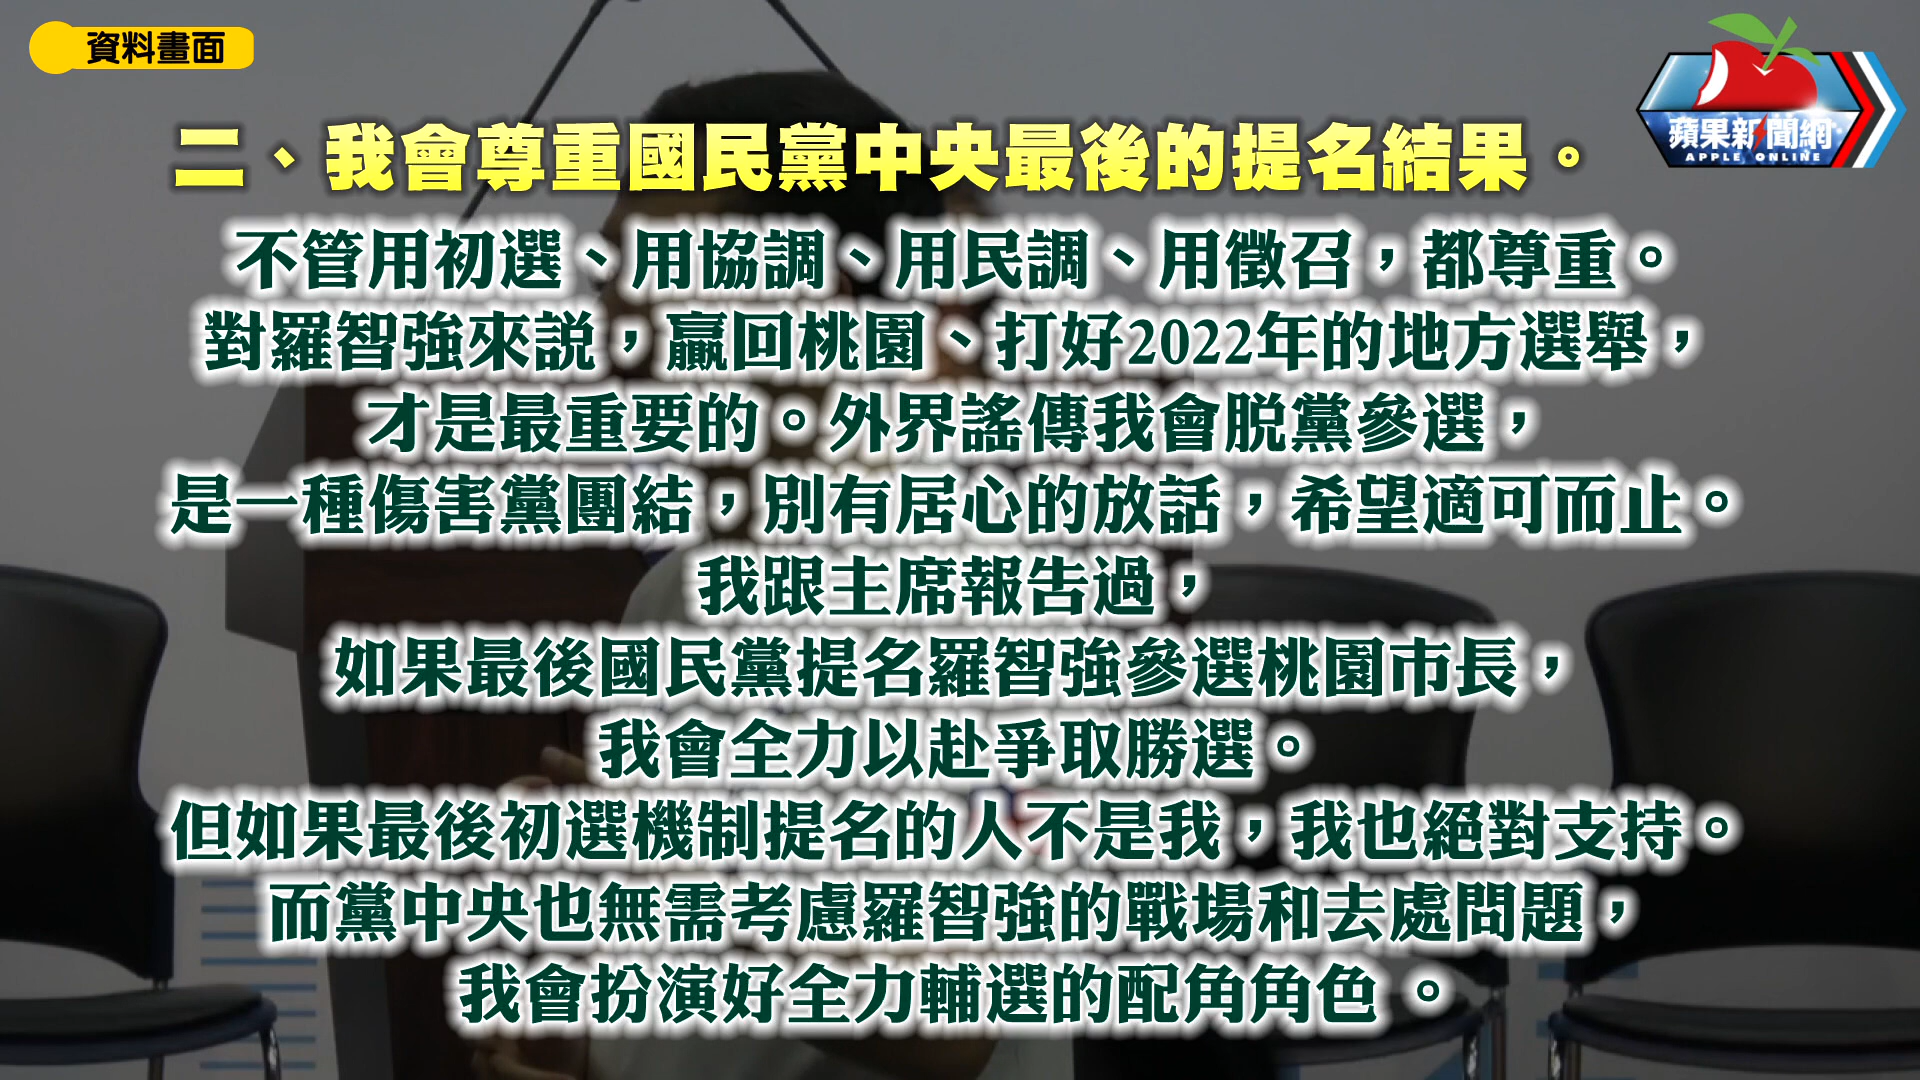 資料畫面
蘋果新聞網
APPLE ONLINE
二、我會尊重國民黨中央最後的提名結果。
不管用初選、用協調、用民調、用徵召，都尊重。
對羅智強來説，贏回桃園、打好2022年的地方選舉，
才是最重要的。外界謠傳我會脱黨參選，
是一種傷害黨團結，別有居心的放話，希望適可而止。
我跟主席報告過，
如果最後國民黨提名羅智強參選桃園市長，
我會全力以赴爭取勝選。
但如果最後初選機制提名的人不是我，我也絕對支持。
而黨中央也無需考慮羅智強的戰場和去處問題，
我會扮演好全力輔選的配角角色 。